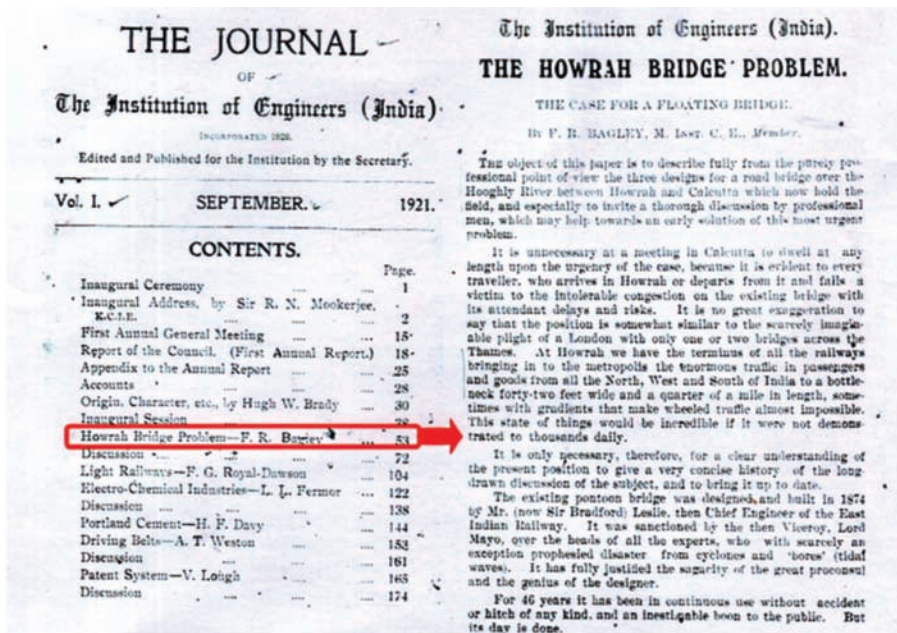 THE JOURNAL
OF
The Institution of Engineers (India)
INCORPORATED 1920.
Edited and Published for the Institution by the Secretary.
Vol. I. SEPTEMBER. 1921.
CONTENTS.
Page.
Inaugural Ceremony .... .... 1
Inaugural Address, by Sir R. N. Mookerjee,
K.C.I.E. .... .... .... 2
First Annual General Meeting .... .... 15
Report of the Council. (First Annual Report.) 18
Appendix to the Annual Report .... 25
Accounts .... .... .... 28
Origin, Character, etc., by Hugh W. Brady 30
Inaugural Session .... ....
Howrah Bridge Problem—F. R. Bagley ... 53
Discussion .... .... .... 72
Light Railways—F. G. Royal-Dawson ... 104
Electro-Chemical Industries—L. L. Fermor ... 122
Discussion .... .... .... 138
Portland Cement—H. F. Davy ... 144
Driving Belts—A. T. Weston ... 153
Discussion .... .... .... 161
Patent System—V. Lough ... 165
Discussion .... .... .... 174
The Institution of Engineers (India).
THE HOWRAH BRIDGE PROBLEM.
THE CASE FOR A FLOATING BRIDGE.
BY F. R. BAGLEY, M. INST. C. E., Member.
THE object of this paper is to describe fully from the purely pro-
fessional point of view the three designs for a road bridge over the
Hooghly River between Howrah and Calcutta which now hold the
field, and especially to invite a thorough discussion by professional
men, which may help towards an early solution of this most urgent
problem.
It is unnecessary at a meeting in Calcutta to dwell at any
length upon the urgency of the case, because it is evident to every
traveller, who arrives in Howrah or departs from it and falls a
victim to the intolerable congestion on the existing bridge with
its attendant delays and risks. It is no great exaggeration to
say that the position is somewhat similar to the scarcely imagin-
able plight of a London with only one or two bridges across the
Thames. At Howrah we have the terminus of all the railways
bringing in to the metropolis the enormous traffic in passengers
and goods from all the North, West and South of India to a bottle-
neck forty-two feet wide and a quarter of a mile in length, some-
times with gradients that make wheeled traffic almost impossible.
This state of things would be incredible if it were not demons-
trated to thousands daily.
It is only necessary, therefore, for a clear understanding of
the present position to give a very concise history of the long-
drawn discussion of the subject, and to bring it up to date.
The existing pontoon bridge was designed and built in 1874
by Mr. (now Sir Bradford) Leslie, then Chief Engineer of the East
Indian Railway. It was sanctioned by the then Viceroy, Lord
Mayo, over the heads of all the experts, who with scarcely an
exception prophesied disaster from cyclones and 'bores' (tidal
waves). It has fully justified the sagacity of the great proconsul
and the genius of the designer.
For 46 years it has been in continuous use without accident
or hitch of any kind, and an inestigable boon to the public. But
its day is done.